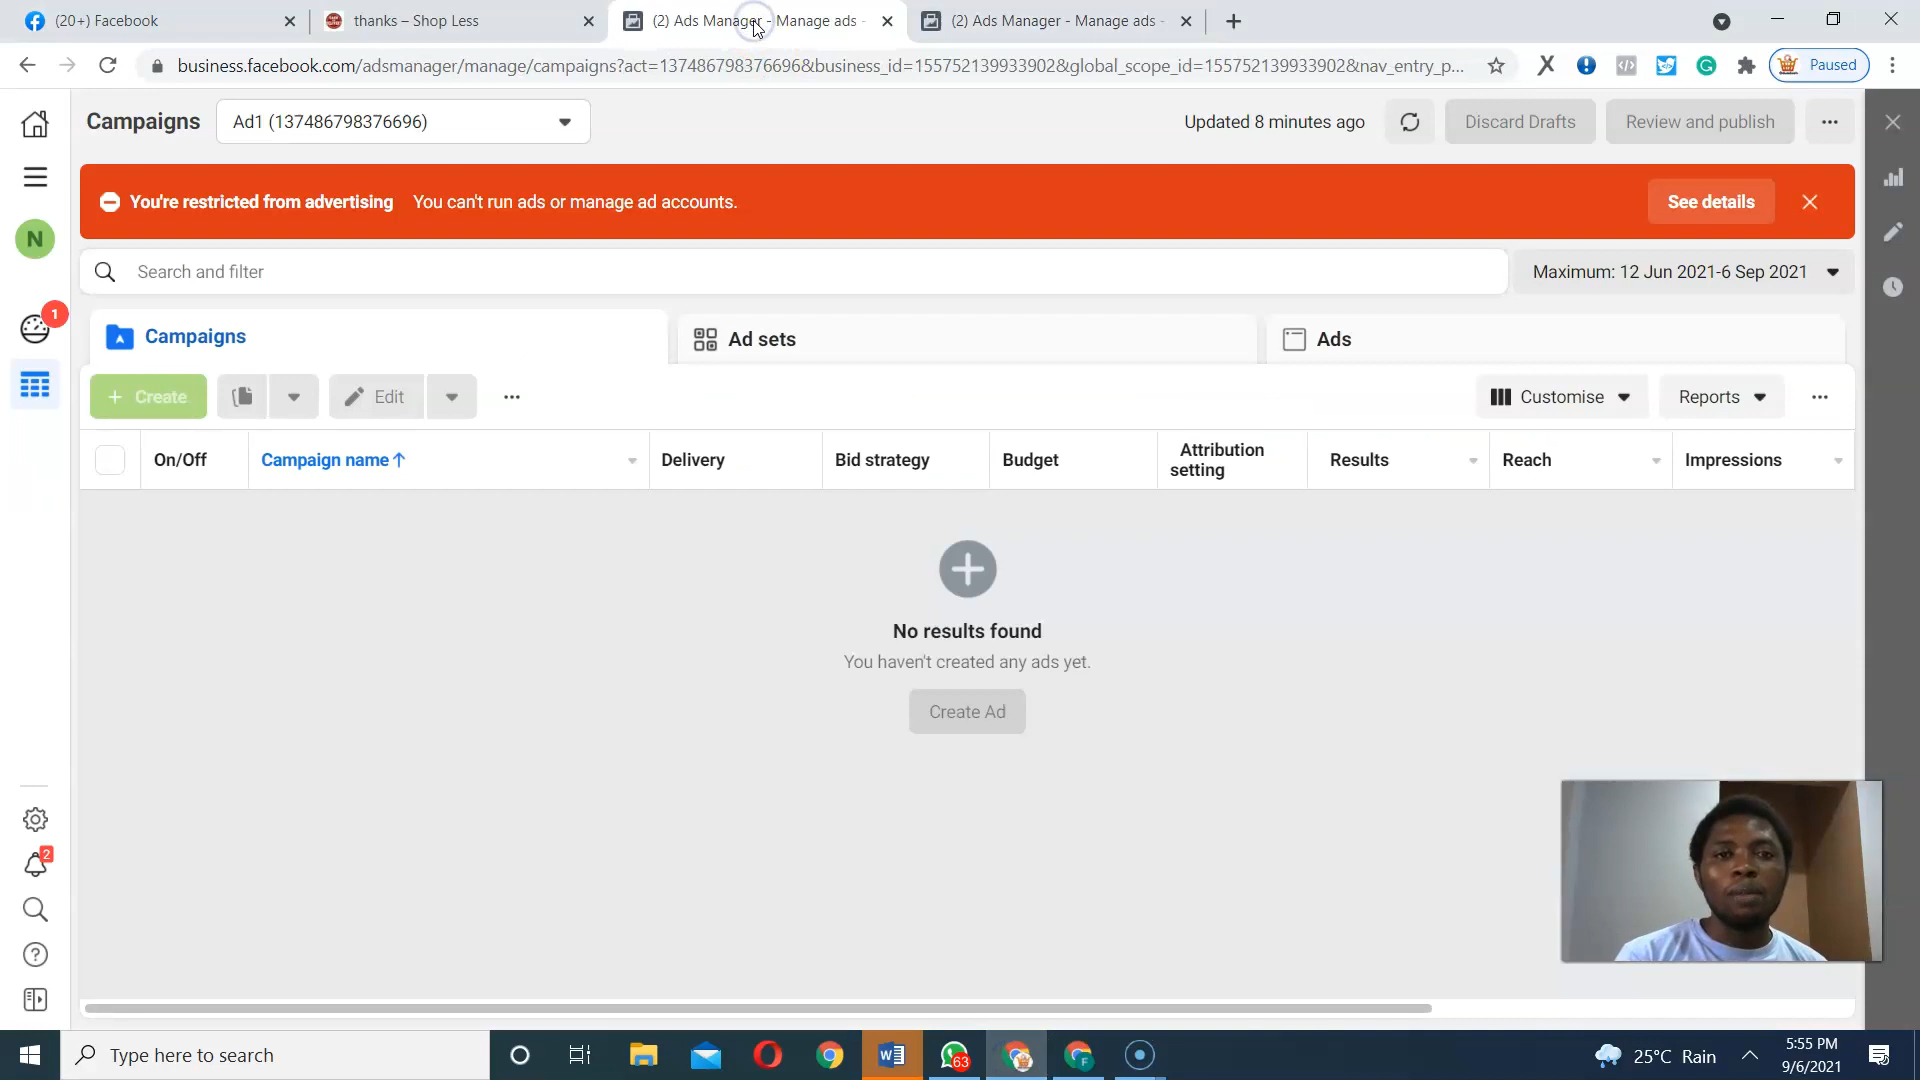 (20+) Facebook
thanks – Shop Less
(2) Ads Manager - Manage ads -
(2) Ads Manager - Manage ads -
business.facebook.com/adsmanager/manage/campaigns?act=137486798376696&business_id=155752139933902&global_scope_id=155752139933902&nav_entry_p...
Paused
Campaigns
Ad1 (137486798376696)
Updated 8 minutes ago
Discard Drafts
Review and publish
You're restricted from advertising
You can't run ads or manage ad accounts.
See details
N
Search and filter
Maximum: 12 Jun 2021-6 Sep 2021
1
Campaigns
Ad sets
Ads
+ Create
Edit
Customise
Reports
On/Off
Campaign name
Delivery
Bid strategy
Budget
Attribution
setting
Results
Reach
Impressions
No results found
You haven't created any ads yet.
Create Ad
2
Type here to search
63
F
25°C Rain
5:55 PM
9/6/2021